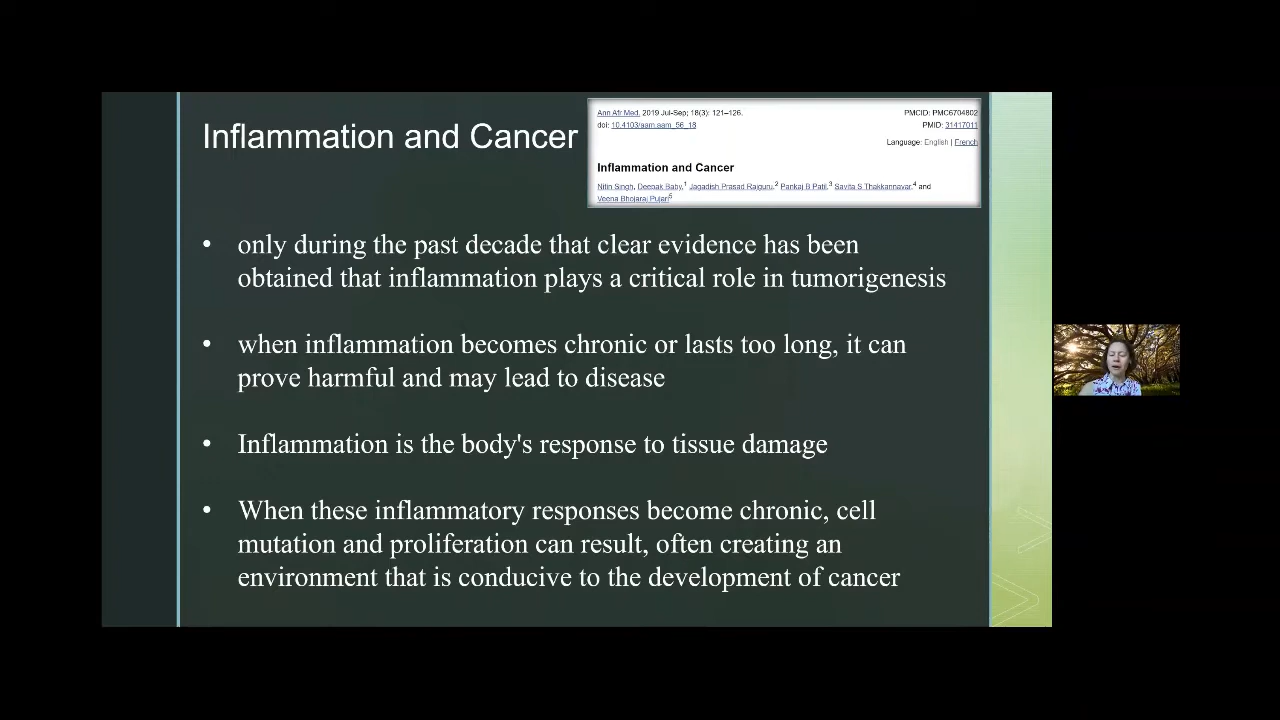 Inflammation and Cancer
Ann Afr Med. 2019 Jul-Sep; 18(3): 121–126.
PMCID: PMC6704802
doi: 10.4103/aam.aam_56_18
PMID: 31417011
Language: English | French
Inflammation and Cancer
Nitin Singh, Deepak Baby,1 Jagadish Prasad Rajguru,2 Pankaj B Patil,3 Savita S Thakkannavar,4 and
Veena Bhojaraj Pujari5
• only during the past decade that clear evidence has been
obtained that inflammation plays a critical role in tumorigenesis
• when inflammation becomes chronic or lasts too long, it can
prove harmful and may lead to disease
• Inflammation is the body's response to tissue damage
• When these inflammatory responses become chronic, cell
mutation and proliferation can result, often creating an
environment that is conducive to the development of cancer